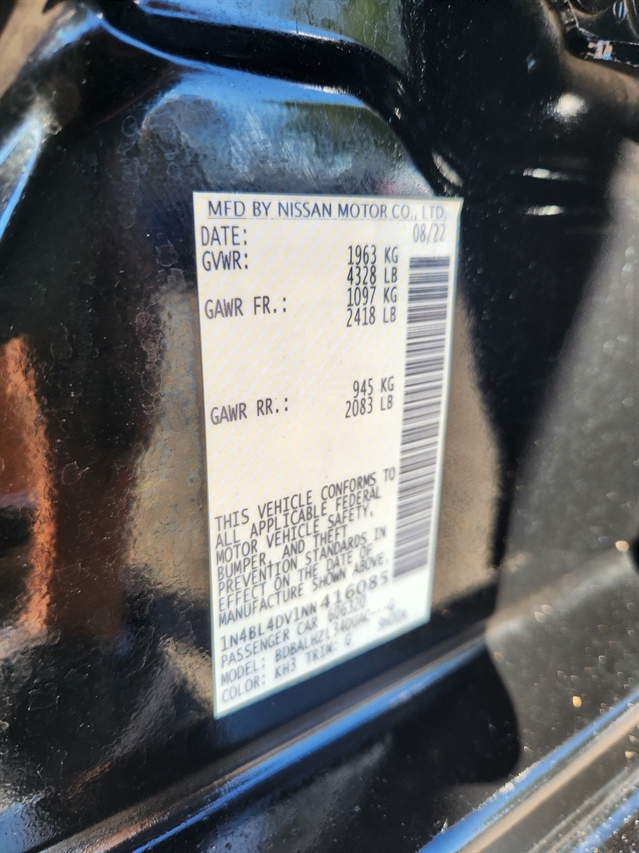 MFD BY NISSAN MOTOR CO., LTD.
DATE: 08/22
GVWR: 1963 KG
4328 LB
GAWR FR.: 1097 KG
2418 LB
GAWR RR.: 945 KG
2083 LB
THIS VEHICLE CONFORMS TO
ALL APPLICABLE FEDERAL
MOTOR VEHICLE SAFETY,
BUMPER, AND THEFT
PREVENTION STANDARDS IN
EFFECT ON THE DATE OF
MANUFACTURE SHOWN ABOVE.
1N4BL4DV1NN416085
PASSENGER CAR 606320
MODEL:
COLOR: KH3 TRIM: G